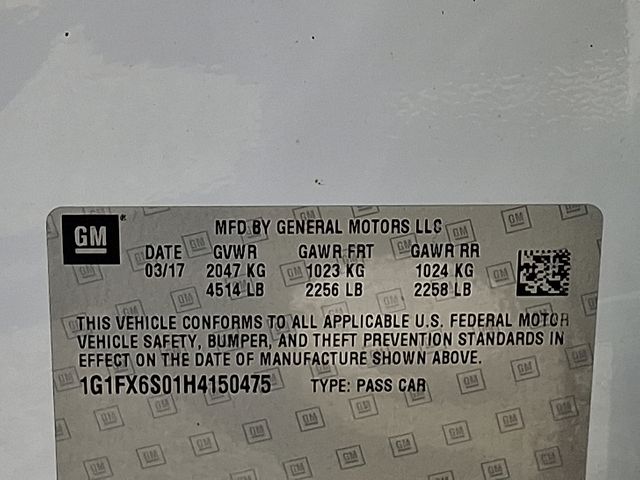 GM
MFD BY GENERAL MOTORS LLC
DATE GVWR GAWR FRT GAWR RR
03/17 2047 KG 1023 KG 1024 KG
4514 LB 2256 LB 2258 LB
THIS VEHICLE CONFORMS TO ALL APPLICABLE U.S. FEDERAL MOTOR
VEHICLE SAFETY, BUMPER, AND THEFT PREVENTION STANDARDS IN
EFFECT ON THE DATE OF MANUFACTURE SHOWN ABOVE.
1G1FX6S01H4150475 TYPE: PASS CAR